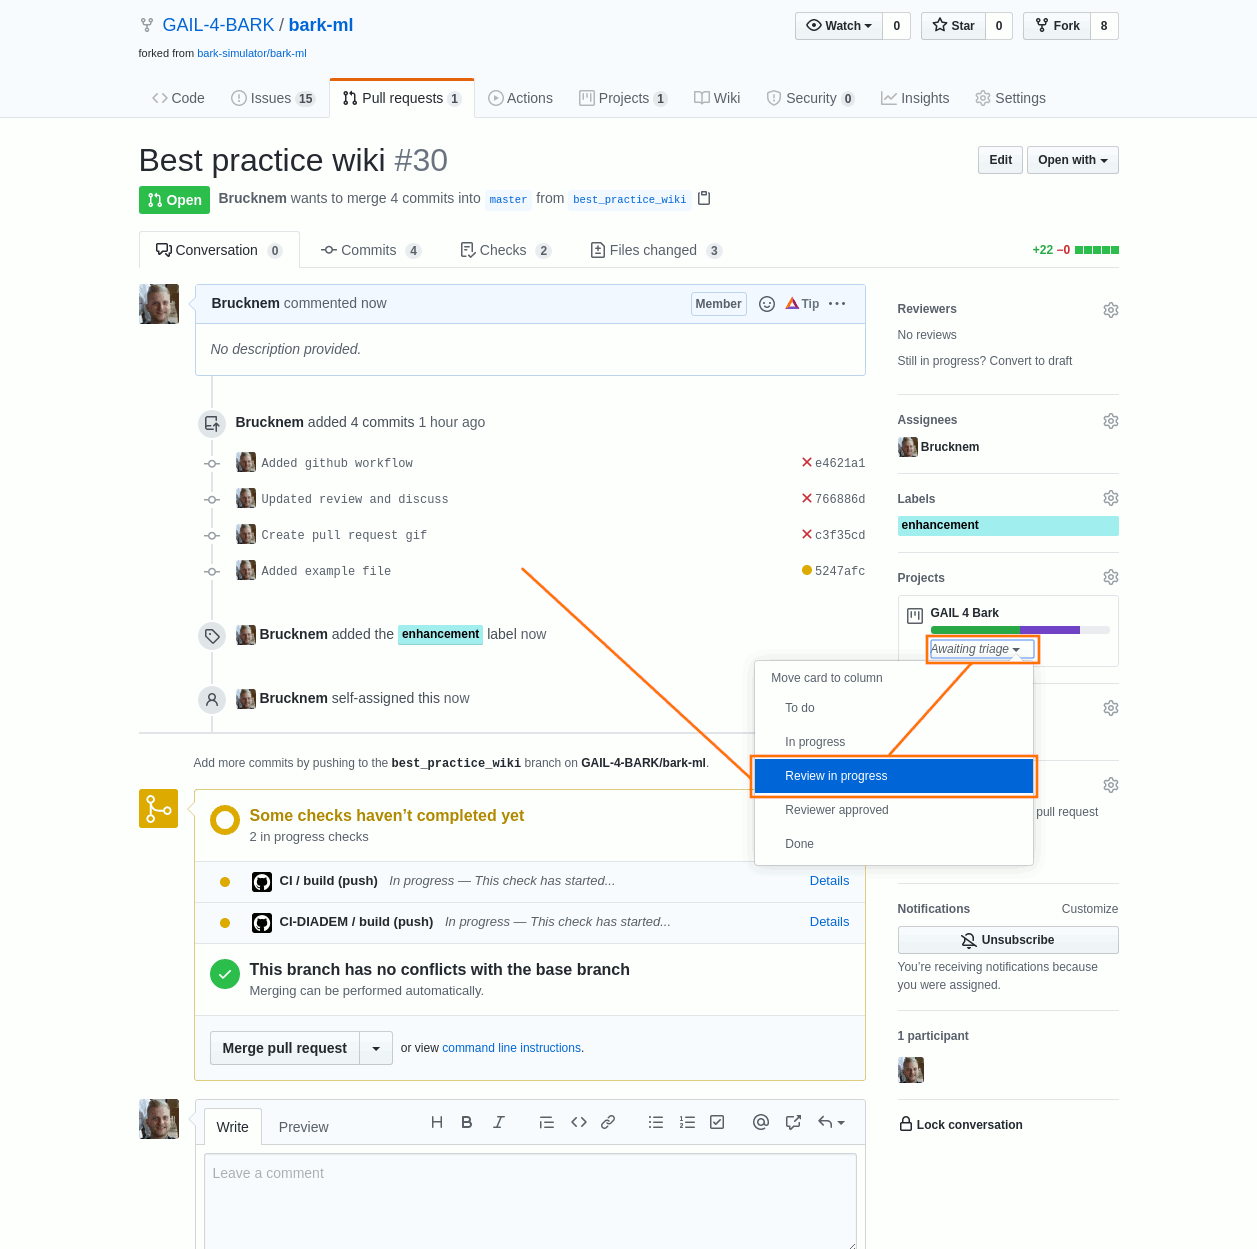 GAIL-4-BARK / bark-ml
Watch 0 Star 0 Fork 8
forked from bark-simulator/bark-ml
Code Issues 15 Pull requests 1 Actions Projects 1 Wiki Security 0 Insights Settings
Best practice wiki #30
Edit Open with
Open Brucknem wants to merge 4 commits into master from best_practice_wiki
Conversation 0 Commits 4 Checks 2 Files changed 3
+22 −0
Brucknem commented now
Member Tip
No description provided.
Brucknem added 4 commits 1 hour ago
Added github workflow e4621a1
Updated review and discuss 766886d
Create pull request gif c3f35cd
Added example file 5247afc
Brucknem added the enhancement label now
Brucknem self-assigned this now
Add more commits by pushing to the best_practice_wiki branch on GAIL-4-BARK/bark-ml.
Some checks haven’t completed yet
2 in progress checks
CI / build (push) In progress — This check has started... Details
CI-DIADEM / build (push) In progress — This check has started... Details
This branch has no conflicts with the base branch
Merging can be performed automatically.
Merge pull request or view command line instructions.
Write Preview
Leave a comment
Reviewers
No reviews
Still in progress? Convert to draft
Assignees
Brucknem
Labels
enhancement
Projects
GAIL 4 Bark
Awaiting triage
Move card to column
To do
In progress
Review in progress
Reviewer approved
Done
pull request
Notifications Customize
Unsubscribe
You’re receiving notifications because
you were assigned.
1 participant
Lock conversation